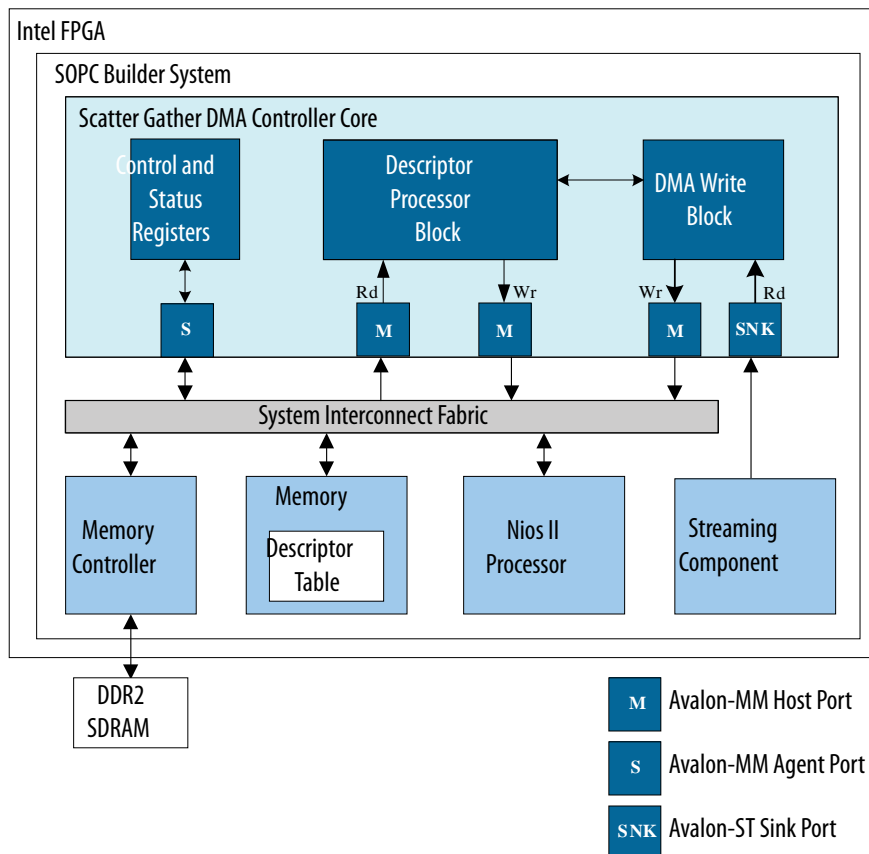 Intel FPGA
SOPC Builder System
Scatter Gather DMA Controller Core
Control and
Status
Registers
Descriptor
Processor
Block
DMA Write
Block
Rd
Wr
Wr
Rd
S
M
M
M
SNK
System Interconnect Fabric
Memory
Controller
Memory
Descriptor
Table
Nios II
Processor
Streaming
Component
DDR2
SDRAM
M
Avalon-MM Host Port
S
Avalon-MM Agent Port
SNK
Avalon-ST Sink Port